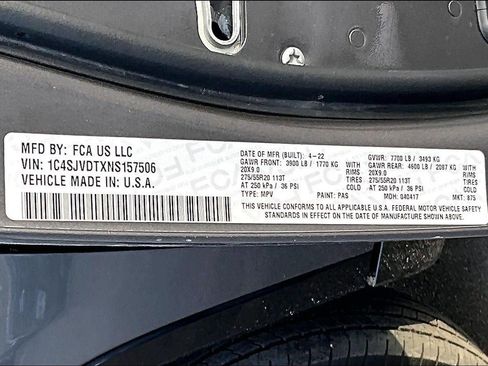 MFD BY: FCA US LLC
VIN: 1C4SJVDTXNS157506
VEHICLE MADE IN: U.S.A.
DATE OF MFR (BUILT): 4-22 GVWR: 7700 LB / 3493 KG
GAWR FRONT: 3900 LB / 1770 KG GAWR REAR: 4600 LB / 2087 KG
20X9.0 RIMS 20X9.0 RIMS
275/55R20 113T TIRES 275/55R20 113T TIRES
AT 250 kPa / 36 PSI COLD AT 250 kPa / 36 PSI COLD
TYPE: MPV PAINT: PAS MDH: 040417 MKT: 875
THIS VEHICLE CONFORMS TO ALL APPLICABLE U.S.A. FEDERAL MOTOR VEHICLE SAFETY
STANDARDS IN EFFECT ON THE DATE OF MANUFACTURE SHOWN ABOVE.